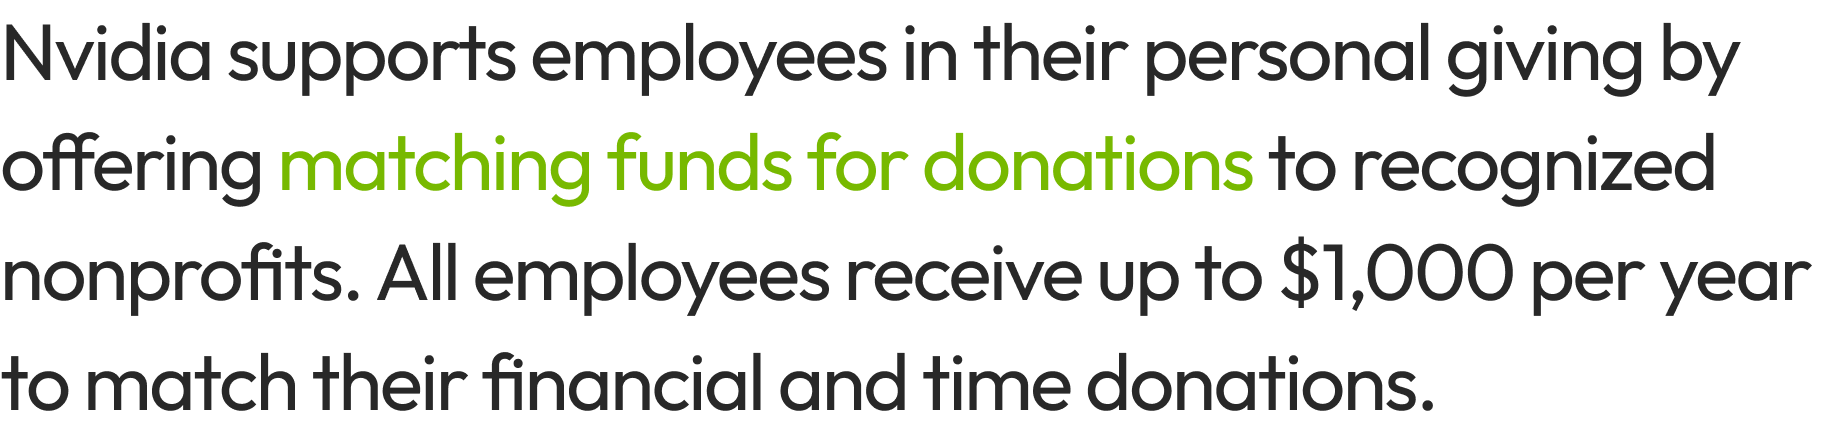 Nvidia supports employees in their personal giving by
offering matching funds for donations to recognized
nonprofits. All employees receive up to $1,000 per year
to match their financial and time donations.